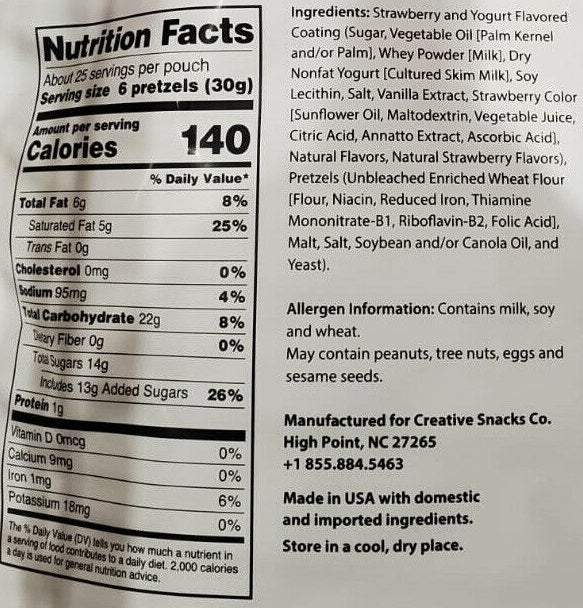 Nutrition Facts
About 25 servings per pouch
Serving size 6 pretzels (30g)
Amount per serving
Calories 140
% Daily Value*
Total Fat 6g 8%
Saturated Fat 5g 25%
Trans Fat 0g
Cholesterol 0mg 0%
Sodium 95mg 4%
Total Carbohydrate 22g 8%
Dietary Fiber 0g 0%
Total Sugars 14g
Includes 13g Added Sugars 26%
Protein 1g
Vitamin D 0mcg 0%
Calcium 9mg 0%
Iron 1mg 6%
Potassium 18mg 0%
The % Daily Value (DV) tells you how much a nutrient in
a serving of food contributes to a daily diet. 2,000 calories
a day is used for general nutrition advice.
Ingredients: Strawberry and Yogurt Flavored
Coating (Sugar, Vegetable Oil [Palm Kernel
and/or Palm], Whey Powder [Milk], Dry
Nonfat Yogurt [Cultured Skim Milk], Soy
Lecithin, Salt, Vanilla Extract, Strawberry Color
[Sunflower Oil, Maltodextrin, Vegetable Juice,
Citric Acid, Annatto Extract, Ascorbic Acid],
Natural Flavors, Natural Strawberry Flavors),
Pretzels (Unbleached Enriched Wheat Flour
[Flour, Niacin, Reduced Iron, Thiamine
Mononitrate-B1, Riboflavin-B2, Folic Acid],
Malt, Salt, Soybean and/or Canola Oil, and
Yeast).
Allergen Information: Contains milk, soy
and wheat.
May contain peanuts, tree nuts, eggs and
sesame seeds.
Manufactured for Creative Snacks Co.
High Point, NC 27265
+1 855.884.5463
Made in USA with domestic
and imported ingredients.
Store in a cool, dry place.